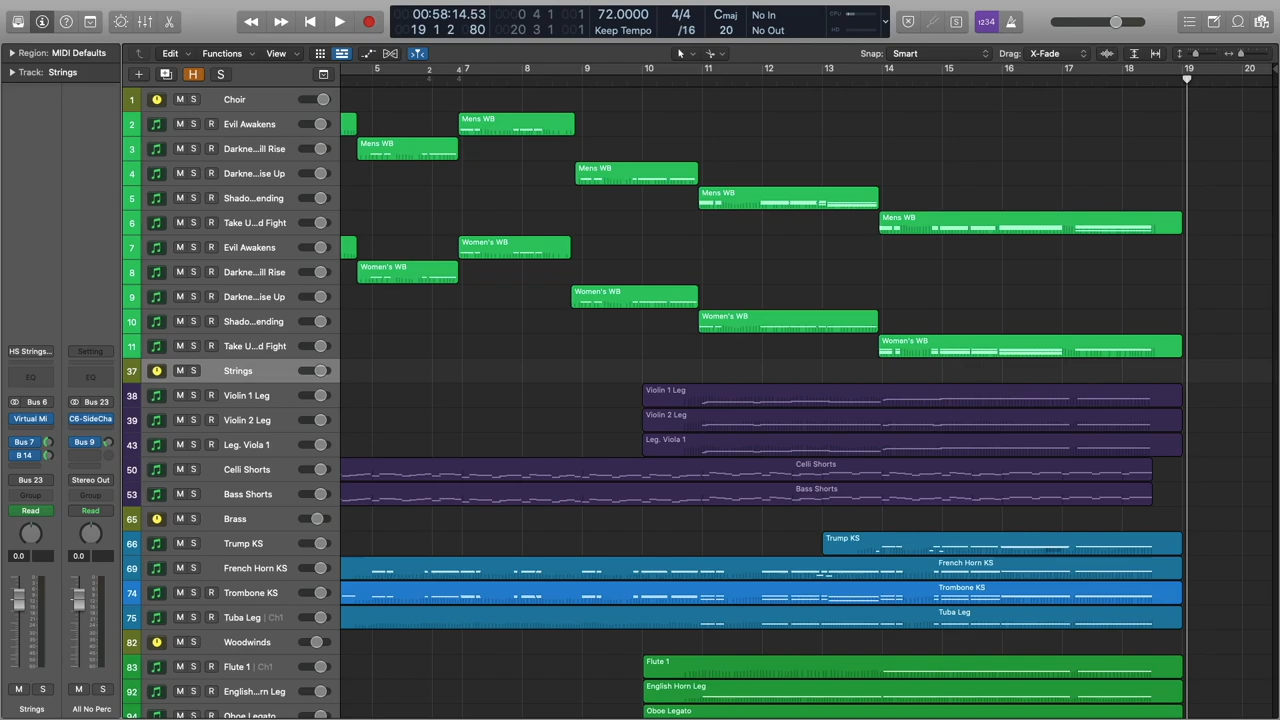 00:58:14.53
19 1 2 80
0 4 1 001
20 3 1 001
72.0000
Keep Tempo
4/4
/16
Cmaj
20
No In
No Out
CPU
HD
1234
Region: MIDI Defaults
Track: Strings
Edit
Functions
View
Snap: Smart
Drag: X-Fade
H
S
5
2
4
7
8
9
10
11
12
13
14
15
16
17
18
19
20
1 M S Choir
2 M S R Evil Awakens
Mens WB
3 M S R Darkne...ill Rise
Mens WB
4 M S R Darkne...ise Up
Mens WB
5 M S R Shado...ending
Mens WB
6 M S R Take U...d Fight
Mens WB
7 M S R Evil Awakens
Women's WB
8 M S R Darkne...ill Rise
Women's WB
9 M S R Darkne...ise Up
Women's WB
10 M S R Shado...ending
Women's WB
11 M S R Take U...d Fight
Women's WB
37 M S Strings
38 M S R Violin 1 Leg
Violin 1 Leg
39 M S R Violin 2 Leg
Violin 2 Leg
43 M S R Leg. Viola 1
Leg. Viola 1
50 M S R Celli Shorts
Celli Shorts
53 M S R Bass Shorts
Bass Shorts
65 M S Brass
66 M S R Trump KS
Trump KS
69 M S R French Horn KS
French Horn KS
74 M S R Trombone KS
Trombone KS
75 M S R Tuba Leg | Ch1
Tuba Leg
82 M S Woodwinds
83 M S R Flute 1 | Ch1
Flute 1
92 M S R English...rn Leg
English Horn Leg
94 M S R Oboe Legato
Oboe Legato
HS Strings...
Setting
EQ
EQ
Bus 6
Bus 23
Virtual Mi
C6-SideCha
Bus 7
Bus 9
B 14
Bus 23
Stereo Out
Group
Group
Read
Read
0.0
0.0
M S
M S
Strings
All No Perc